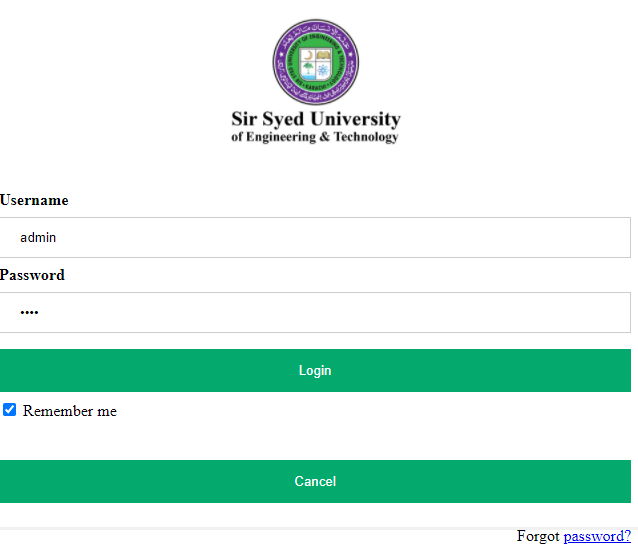 Sir Syed University
of Engineering & Technology
Username
admin
Password
••••
Login
Remember me
Cancel
Forgot password?